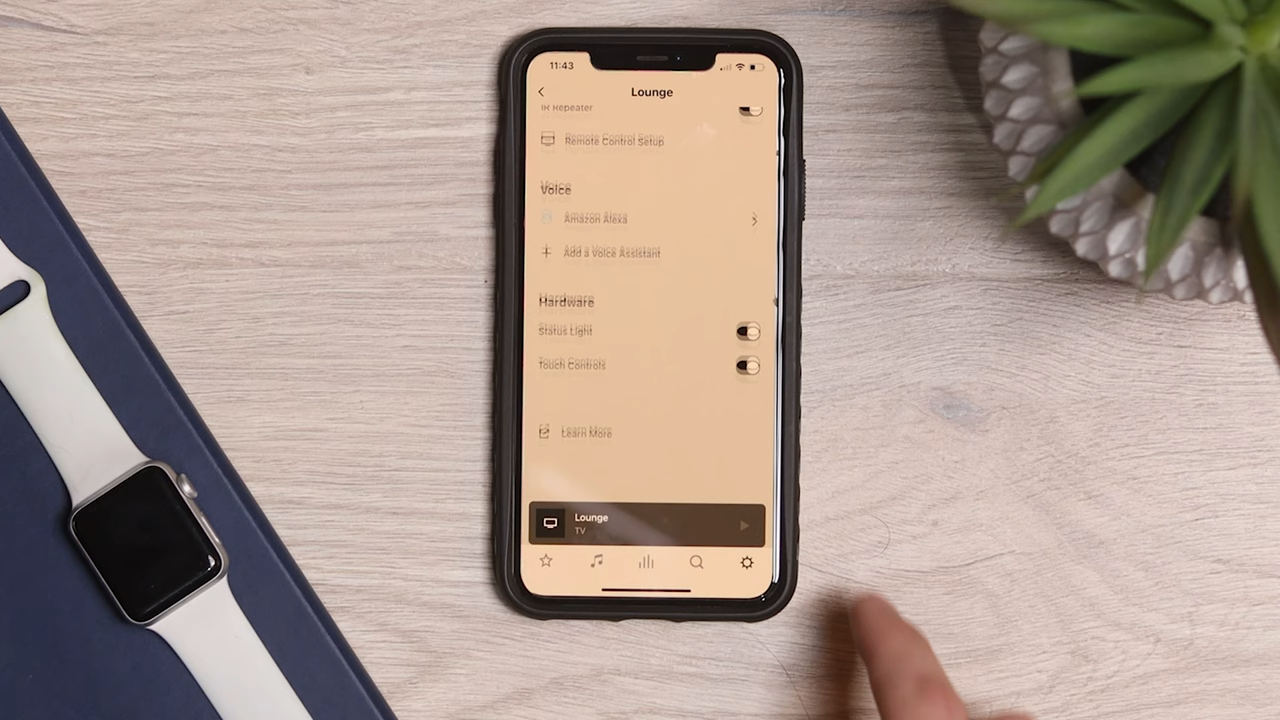 11:43
Lounge
IR Repeater
Remote Control Setup
Voice
Amazon Alexa
Add a Voice Assistant
Hardware
Status Light
Touch Controls
Learn More
Lounge
TV